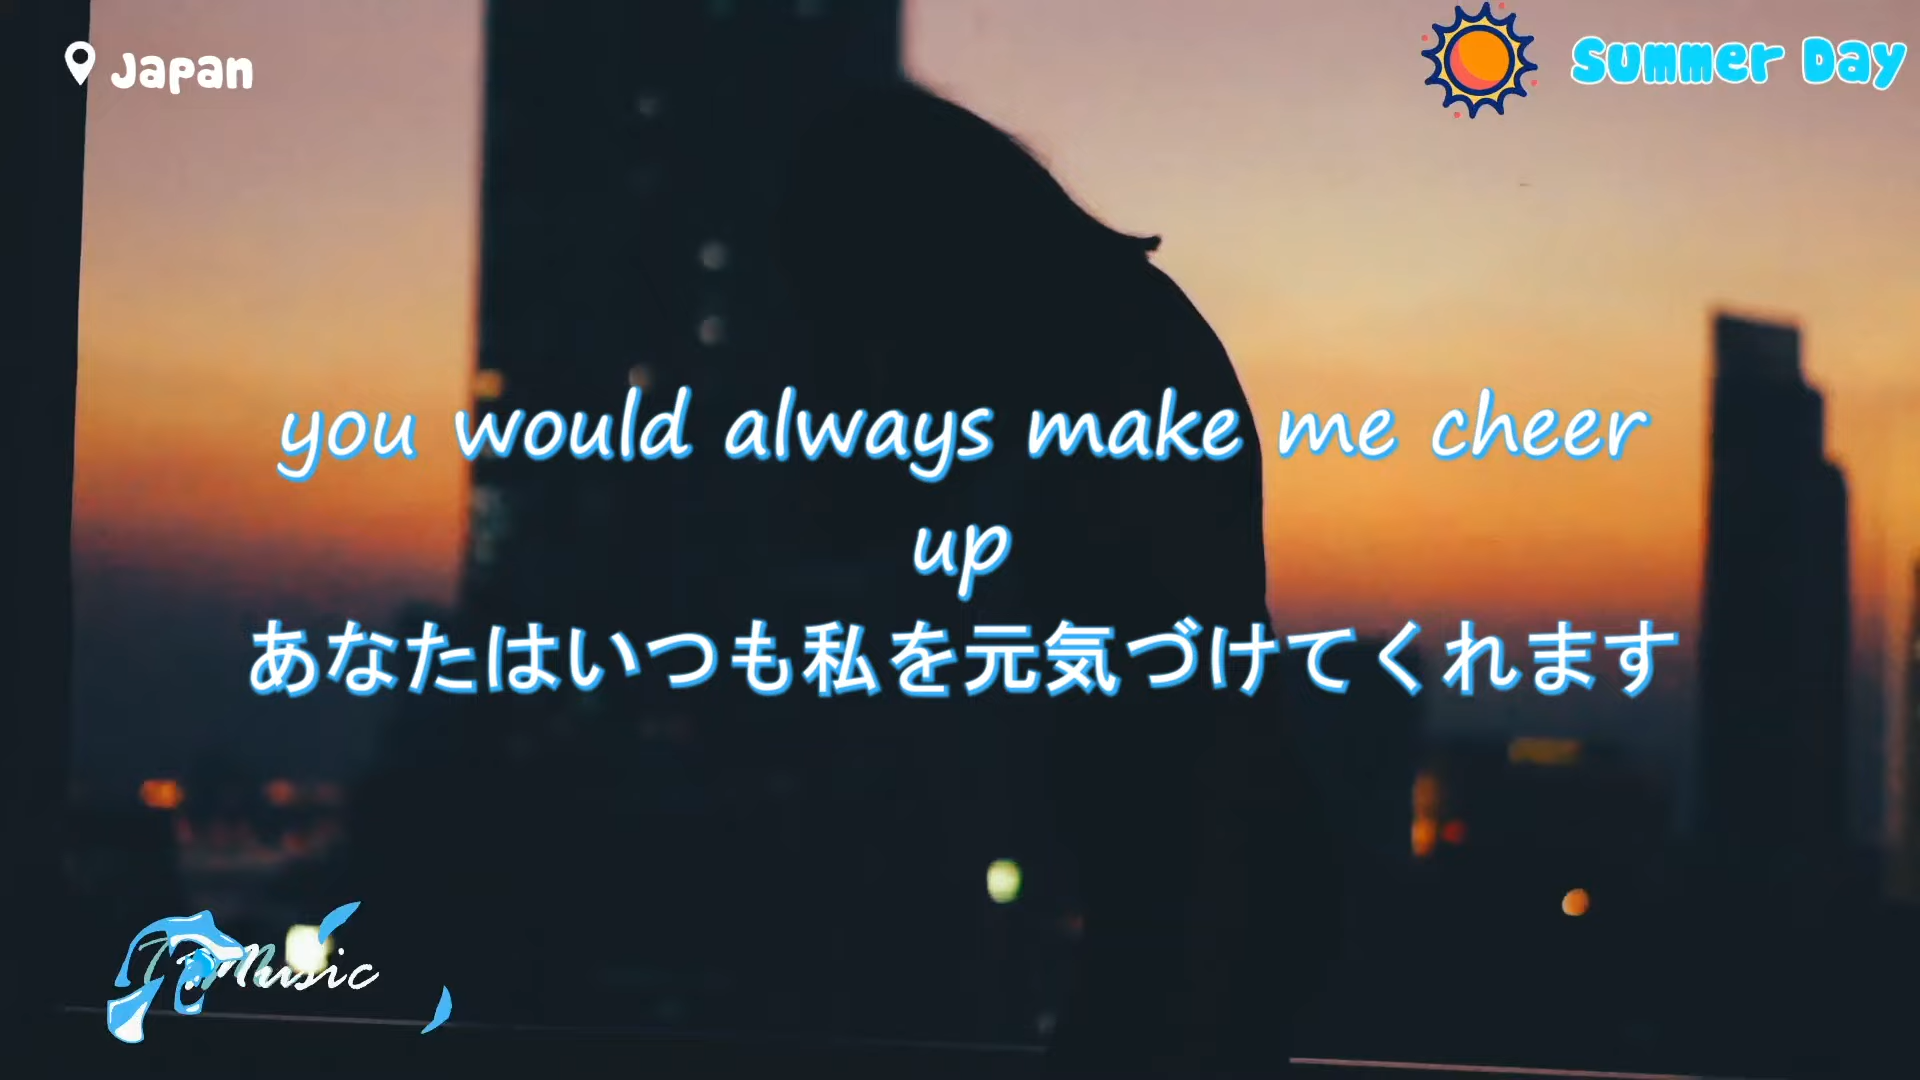 Japan
Summer Day
you would always make me cheer
up
あなたはいつも私を元気づけてくれます
Music